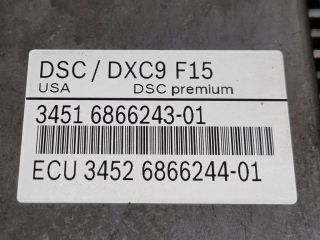 DSC / DXC9 F15
USA DSC premium
3451 6866243-01
ECU 3452 6866244-01